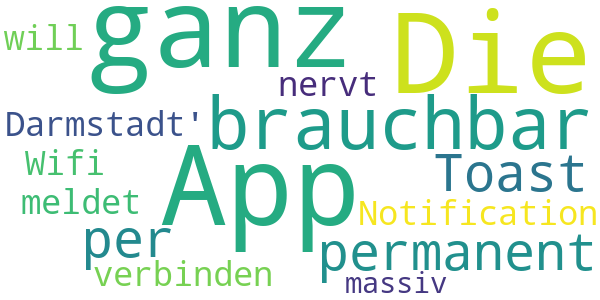 will
ganz
Die
nervt
Darmstadt'
brauchbar
Wifi
App
Toast
meldet
Notification
per
permanent
verbinden
massiv